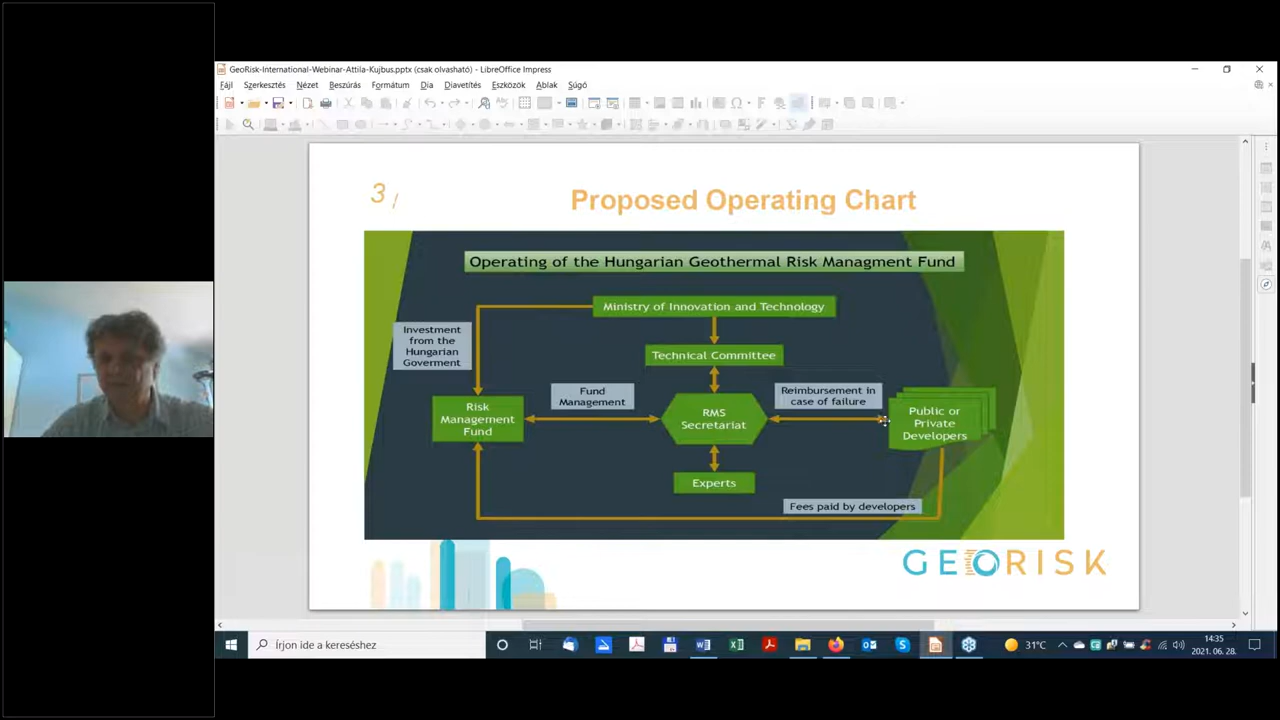 GeoRisk-International-Webinar-Attila-Kujbus.pptx (csak olvasható) - LibreOffice Impress
Fájl Szerkesztés Nézet Beszúrás Formátum Dia Diavetítés Eszközök Ablak Súgó
3 /
Proposed Operating Chart
Operating of the Hungarian Geothermal Risk Managment Fund
Ministry of Innovation and Technology
Investment
from the
Hungarian
Goverment
Technical Committee
Fund
Management
Reimbursement in
case of failure
Risk
Management
Fund
RMS
Secretariat
Public or
Private
Developers
Experts
Fees paid by developers
GEORISK
Írjon ide a kereséshez
31°C
14:35
2021. 06. 28.